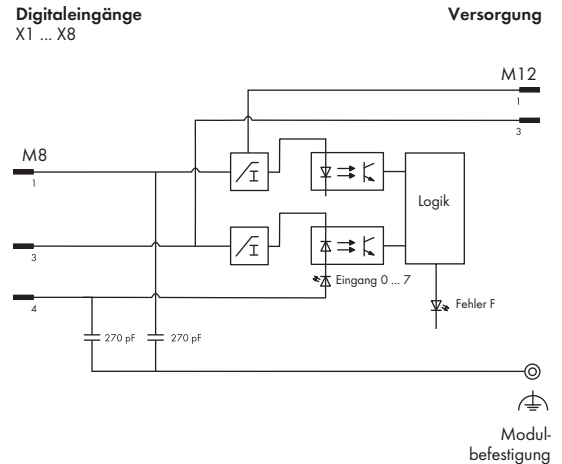 Digitaleingänge
X1 ... X8
Versorgung
M12
1
3
M8
1
Logik
3
Eingang 0 ... 7
4
Fehler F
270 pF
270 pF
Modul-
befestigung